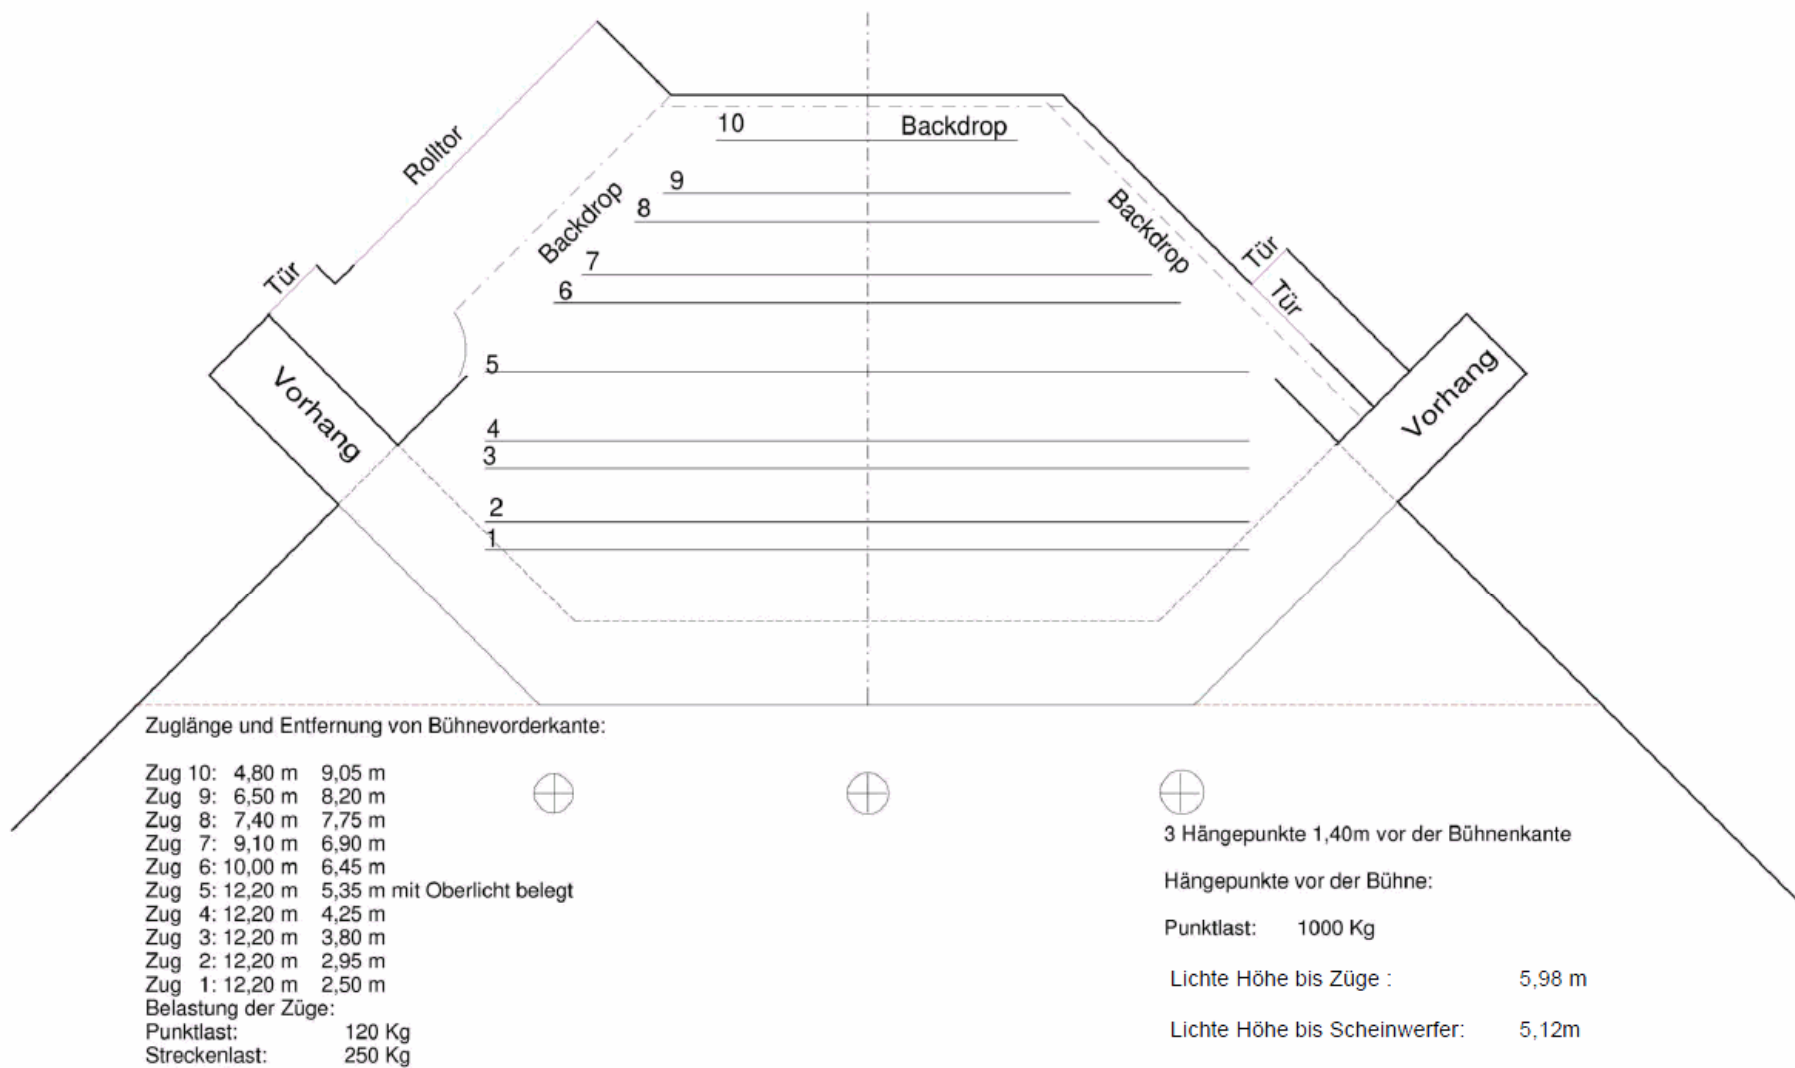 10 Backdrop
Rolltor
9
Backdrop
8
Backdrop
7
Tür
Tür
6
Tür
5
Vorhang
Vorhang
4
3
2
1
Zuglänge und Entfernung von Bühnevorderkante:
Zug 10: 4,80 m 9,05 m
Zug 9: 6,50 m 8,20 m
Zug 8: 7,40 m 7,75 m
Zug 7: 9,10 m 6,90 m
Zug 6: 10,00 m 6,45 m
Zug 5: 12,20 m 5,35 m mit Oberlicht belegt
Zug 4: 12,20 m 4,25 m
Zug 3: 12,20 m 3,80 m
Zug 2: 12,20 m 2,95 m
Zug 1: 12,20 m 2,50 m
Belastung der Züge:
Punktlast: 120 Kg
Streckenlast: 250 Kg
3 Hängepunkte 1,40m vor der Bühnenkante
Hängepunkte vor der Bühne:
Punktlast: 1000 Kg
Lichte Höhe bis Züge : 5,98 m
Lichte Höhe bis Scheinwerfer: 5,12m